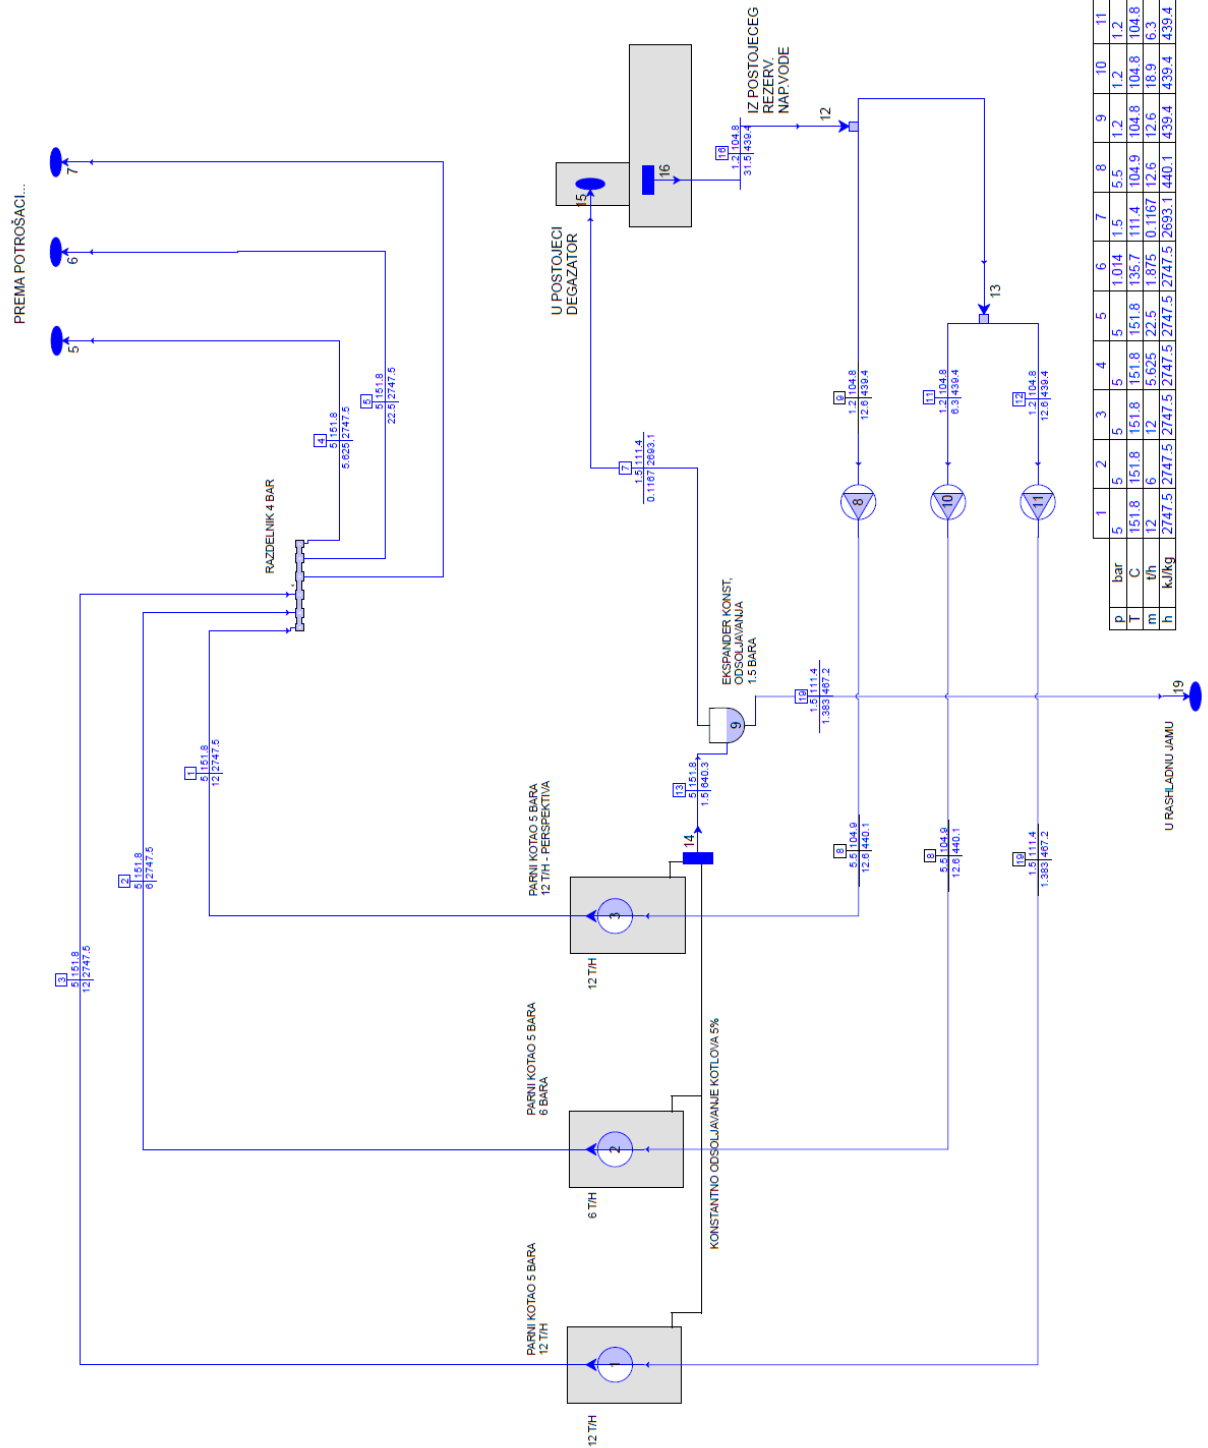 PREMA POTROŠAČI...
7
6
5
RAZDELNIK 4 BAR
3
5 151.8
12 2747.5
2
5 151.8
6 2747.5
1
5 151.8
12 2747.5
4
5 151.8
5.625 2747.5
5
5 151.8
22.5 2747.5
U POSTOJECI
DEGAZATOR
15
16
16
1.2 104.8
31.5 439.4
IZ POSTOJECEG
REZERV.
NAP.VODE
12
13
7
1.5 111.4
0.1167 2693.1
9
1.2 104.8
12.6 439.4
11
1.2 104.8
6.3 439.4
12
1.2 104.8
12.6 439.4
8
10
11
EKSPANDER KONST,
ODSOLJAVANJA
1.5 BARA
9
13
5 151.8
1.5 640.3
14
19
1.5 111.4
1.383 467.2
19
U RASHLADNU JAMU
PARNI KOTAO 5 BARA
12 T/H - PERSPEKTIVA
3
12 T/H
PARNI KOTAO 5 BARA
6 BARA
2
6 T/H
PARNI KOTAO 5 BARA
12 T/H
1
12 T/H
KONSTANTNO ODSOLJAVANJE KOTLOVA 5%
8
5.5 104.9
12.6 440.1
8
5.5 104.9
12.6 440.1
19
1.5 111.4
1.383 467.2
1 2 3 4 5 6 7 8 9 10 11
p bar 5 5 5 5 5 1.014 1.5 5.5 1.2 1.2 1.2
T C 151.8 151.8 151.8 151.8 151.8 135.7 111.4 104.9 104.8 104.8 104.8
m t/h 12 6 12 5.625 22.5 1.875 0.1167 12.6 12.6 18.9 6.3
h kJ/kg 2747.5 2747.5 2747.5 2747.5 2747.5 2747.5 2693.1 440.1 439.4 439.4 439.4